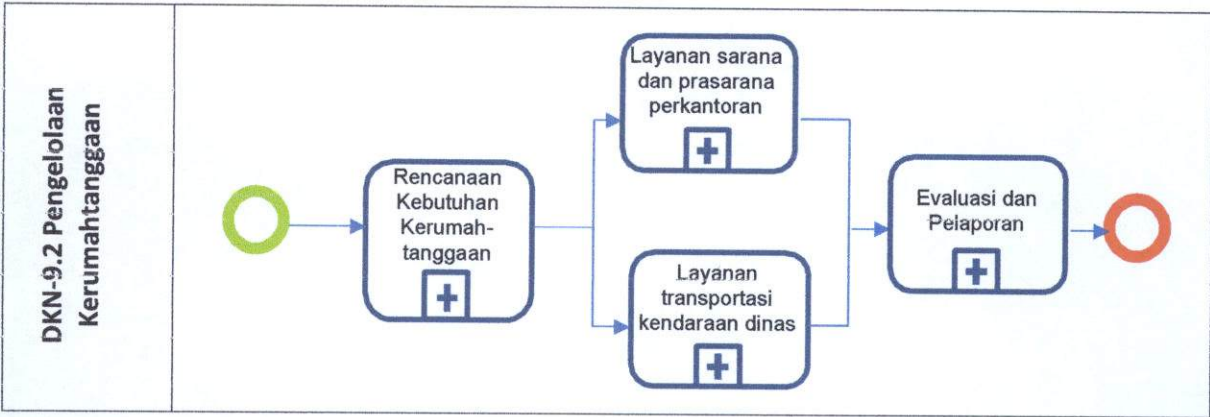 DKN-9.2 Pengelolaan
Kerumahtanggaan
Rencanaan
Kebutuhan
Kerumah-
tanggaan
Layanan sarana
dan prasarana
perkantoran
Layanan
transportasi
kendaraan dinas
Evaluasi dan
Pelaporan